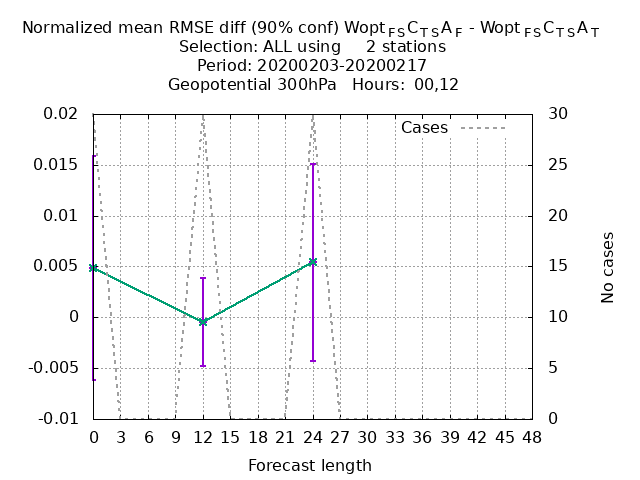 Normalized mean RMSE diff (90% conf) Wopt FS C T S A F - Wopt FS C T S A T
Selection: ALL using 2 stations
Period: 20200203-20200217
Geopotential 300hPa Hours: 00,12
Cases
0.02
0.015
0.01
0.005
0
-0.005
-0.01
30
25
20
15
10
5
0
No cases
0 3 6 9 12 15 18 21 24 27 30 33 36 39 42 45 48
Forecast length